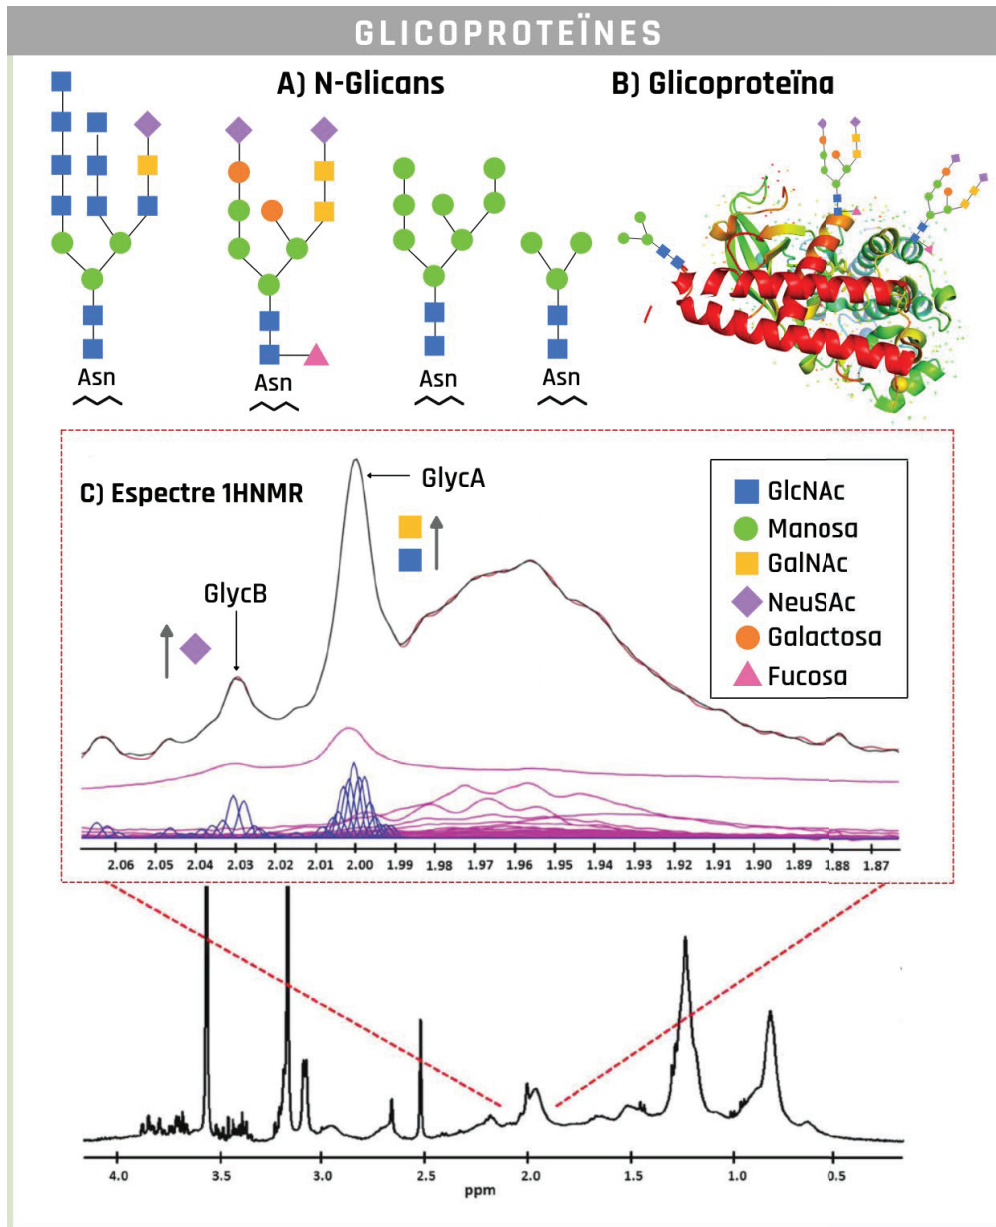 GLICOPROTEÏNES
A) N-Glicans
B) Glicoproteïna
Asn
Asn
Asn
Asn
C) Espectre 1HNMR
GlycA
GlycB
GlcNAc
Manosa
GalNAc
NeuSAc
Galactosa
Fucosa
2.06 2.05 2.04 2.03 2.02 2.01 2.00 1.99 1.98 1.97 1.96 1.95 1.94 1.93 1.92 1.91 1.90 1.89 1.88 1.87
4.0 3.5 3.0 2.5 2.0 1.5 1.0 0.5
ppm